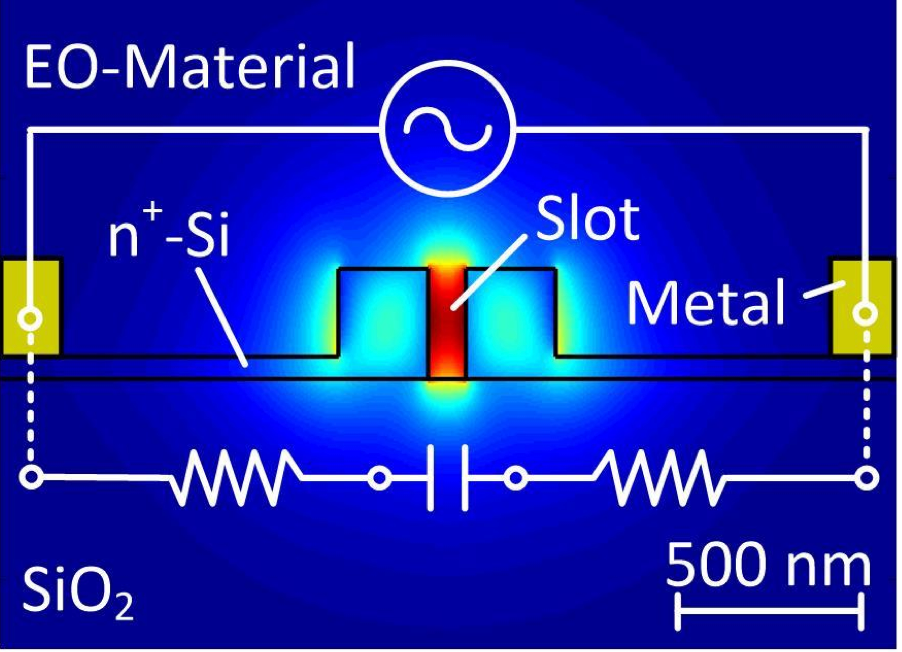 EO-Material
n⁺-Si
Slot
Metal
SiO₂
500 nm